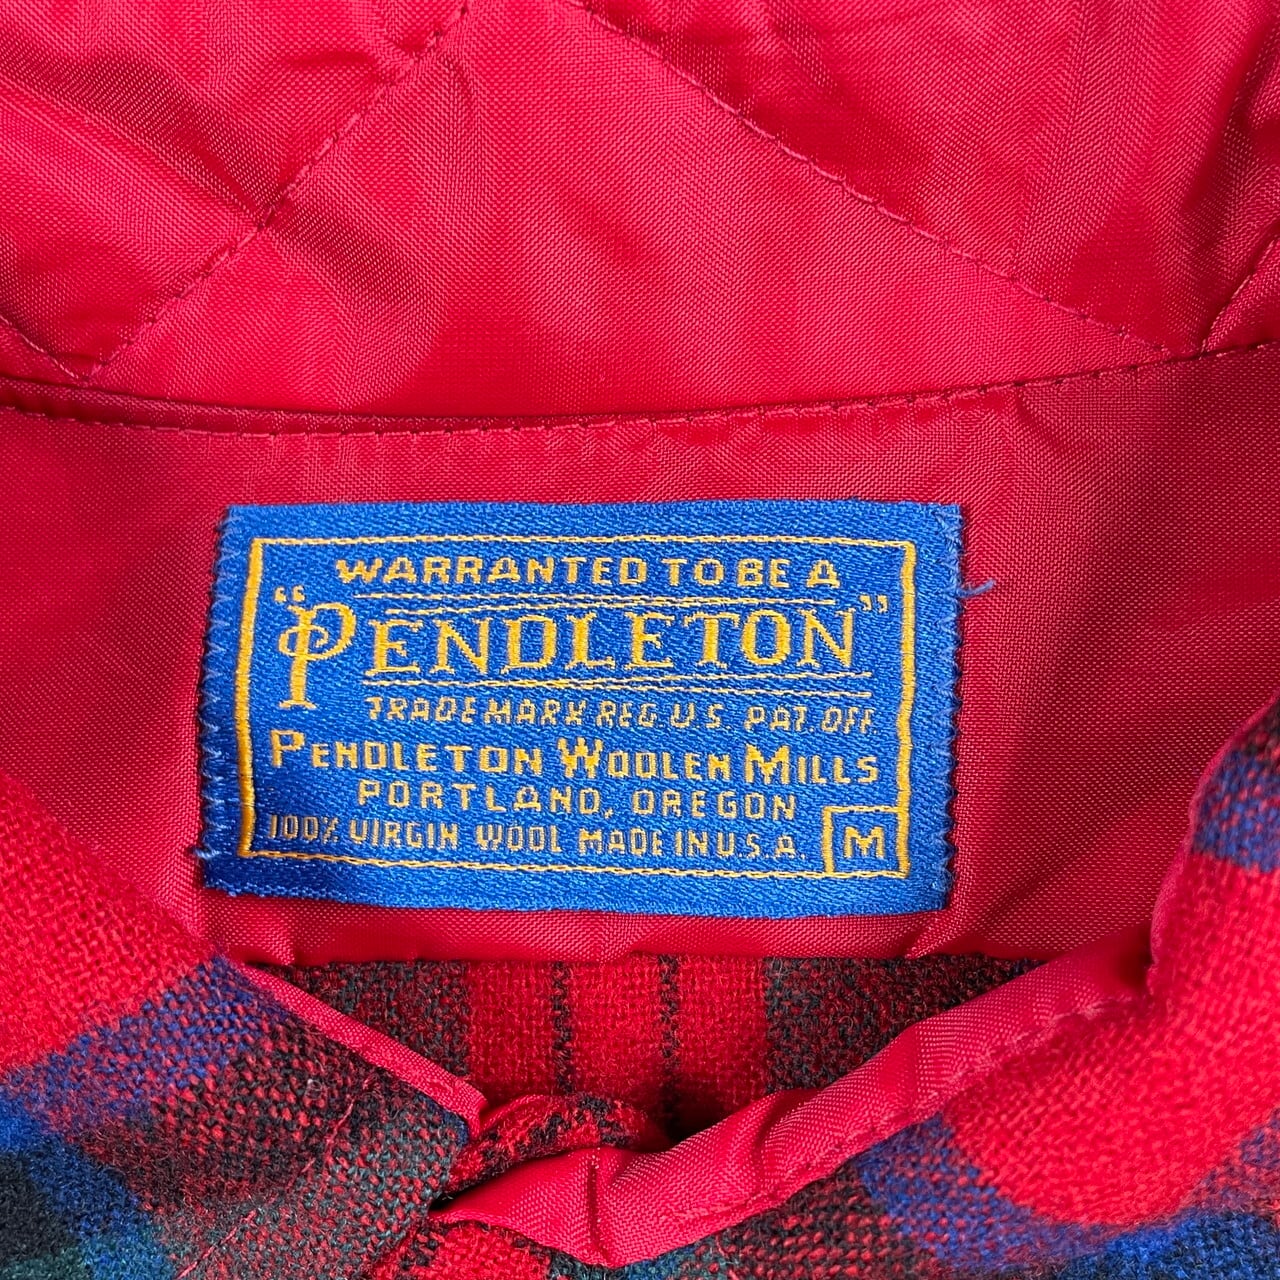 WARRANTED TO BE A
"PENDLETON"
TRADE MARK REG. U.S. PAT. OFF.
PENDLETON WOOLEN MILLS
PORTLAND, OREGON
100% VIRGIN WOOL MADE IN U.S.A.
M